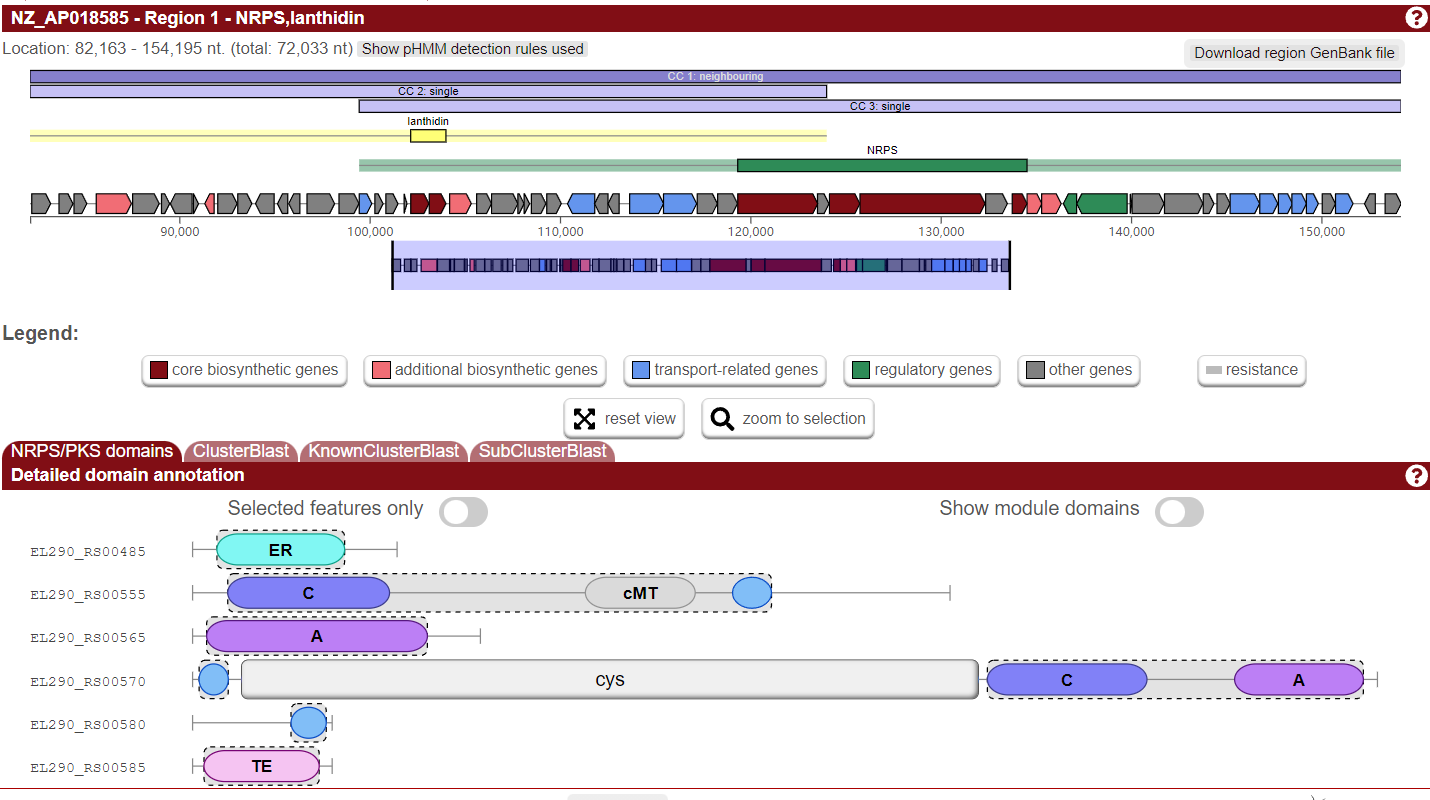 NZ_AP018585 - Region 1 - NRPS,lanthidin
?
Location: 82,163 - 154,195 nt. (total: 72,033 nt) Show pHMM detection rules used
Download region GenBank file
CC 1: neighbouring
CC 2: single
CC 3: single
lanthidin
NRPS
90,000 100,000 110,000 120,000 130,000 140,000 150,000
Legend:
core biosynthetic genes additional biosynthetic genes transport-related genes regulatory genes other genes resistance
reset view zoom to selection
NRPS/PKS domains ClusterBlast KnownClusterBlast SubClusterBlast
Detailed domain annotation ?
Selected features only Show module domains
EL290_RS00485 ER
EL290_RS00555 C cMT
EL290_RS00565 A
EL290_RS00570 cys C A
EL290_RS00580
EL290_RS00585 TE